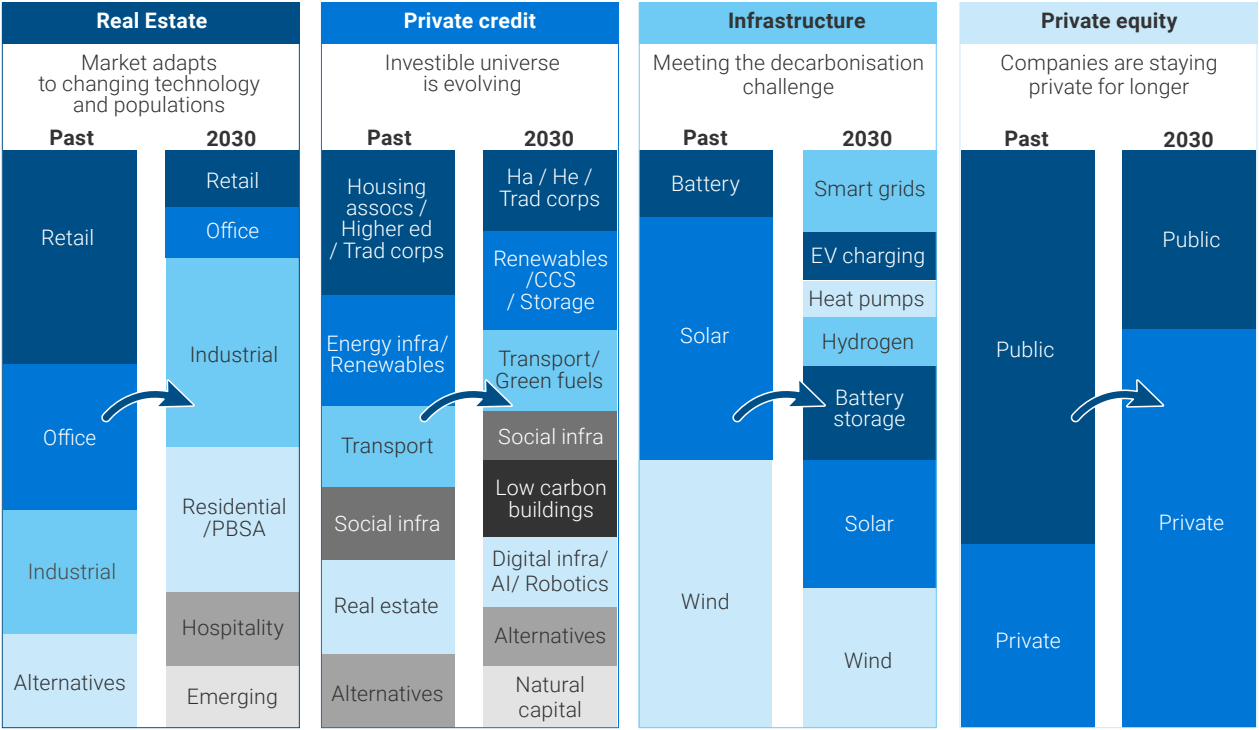 Real Estate
Market adapts
to changing technology
and populations
Past
2030
Retail
Office
Industrial
Alternatives
Retail
Office
Industrial
Residential
/PBSA
Hospitality
Emerging
Private credit
Investible universe
is evolving
Past
2030
Housing
assocs /
Higher ed
/ Trad corps
Energy infra/
Renewables
Transport
Social infra
Real estate
Alternatives
Ha / He /
Trad corps
Renewables
/CCS
/ Storage
Transport/
Green fuels
Social infra
Low carbon
buildings
Digital infra/
AI/ Robotics
Alternatives
Natural
capital
Infrastructure
Meeting the decarbonisation
challenge
Past
2030
Battery
Solar
Wind
Smart grids
EV charging
Heat pumps
Hydrogen
Battery
storage
Solar
Wind
Private equity
Companies are staying
private for longer
Past
2030
Public
Private
Public
Private